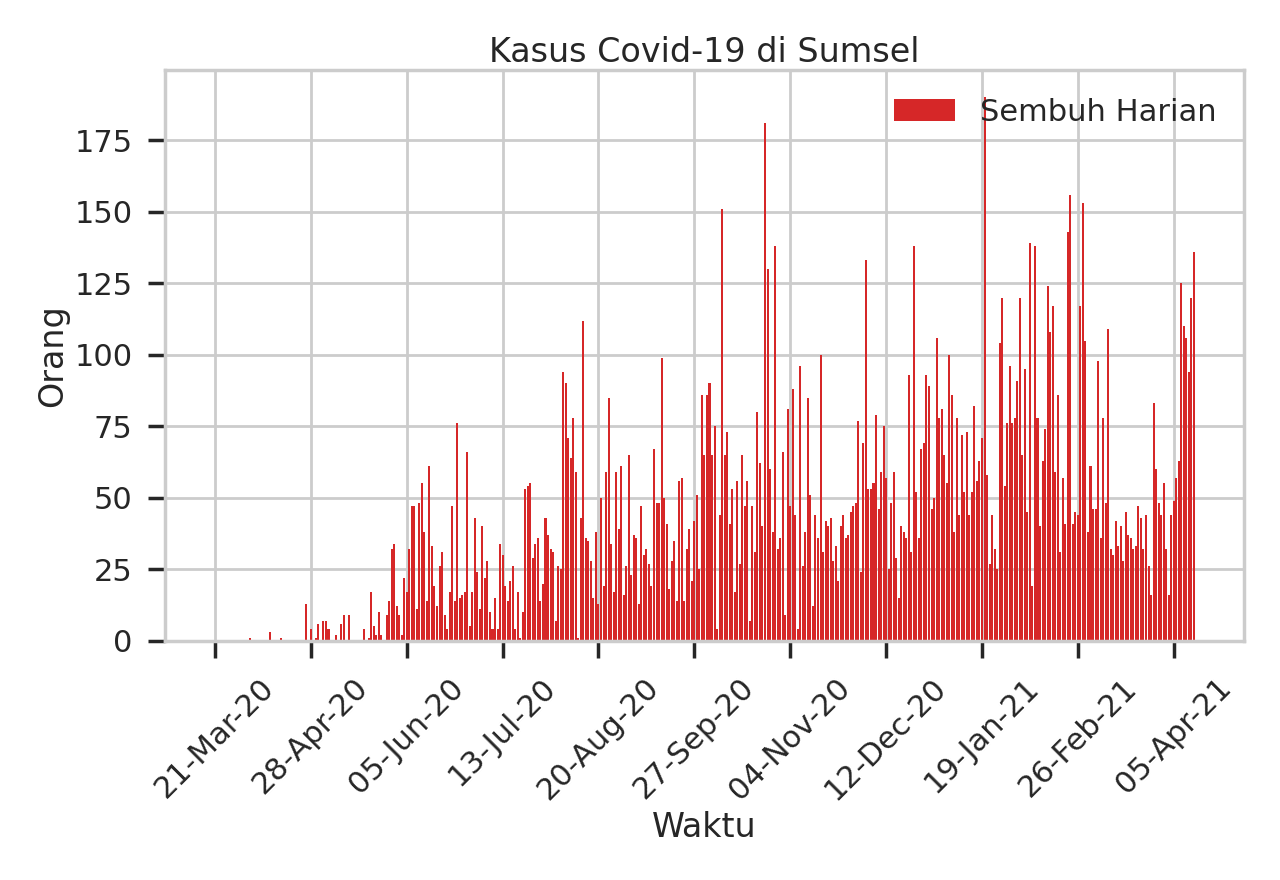 Kasus Covid-19 di Sumsel
Sembuh Harian
Orang
175
150
125
100
75
50
25
0
21-Mar-20
28-Apr-20
05-Jun-20
13-Jul-20
20-Aug-20
27-Sep-20
04-Nov-20
12-Dec-20
19-Jan-21
26-Feb-21
05-Apr-21
Waktu